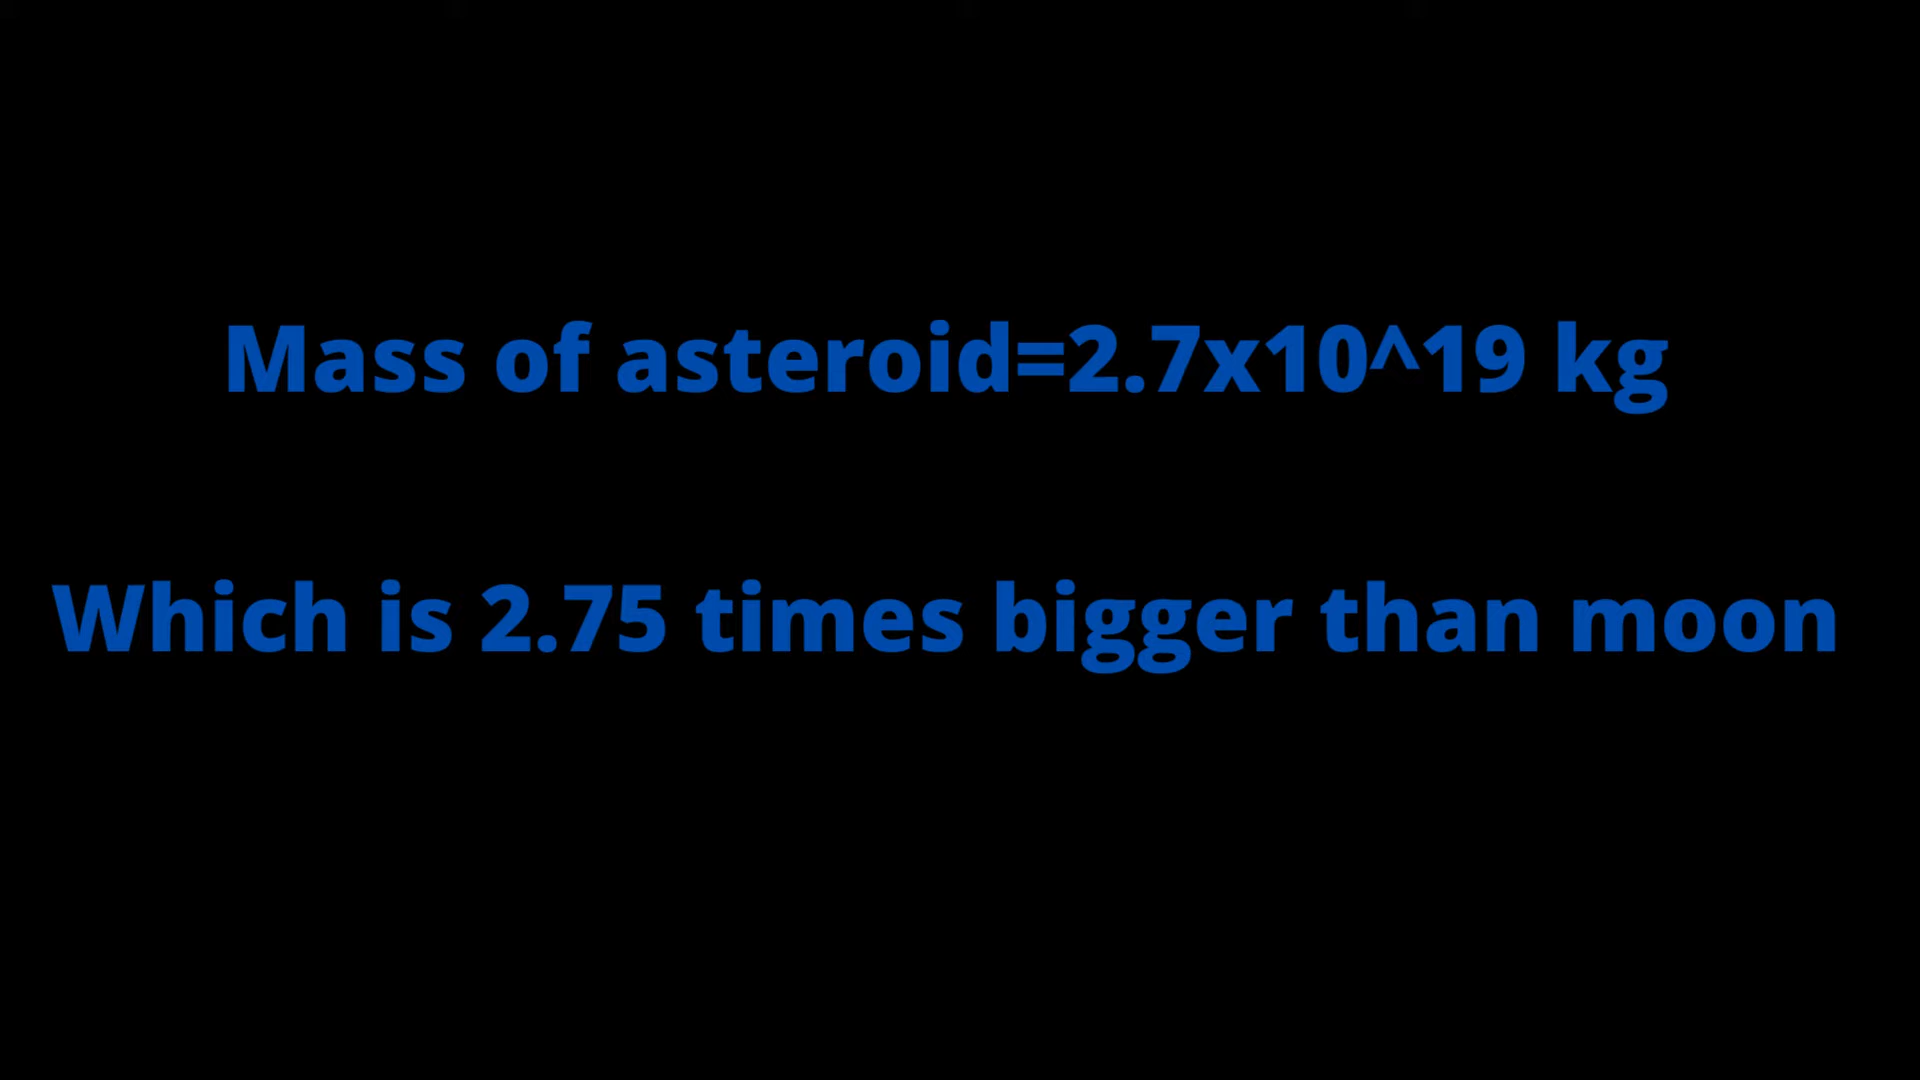 Mass of asteroid=2.7x10^19 kg
Which is 2.75 times bigger than moon